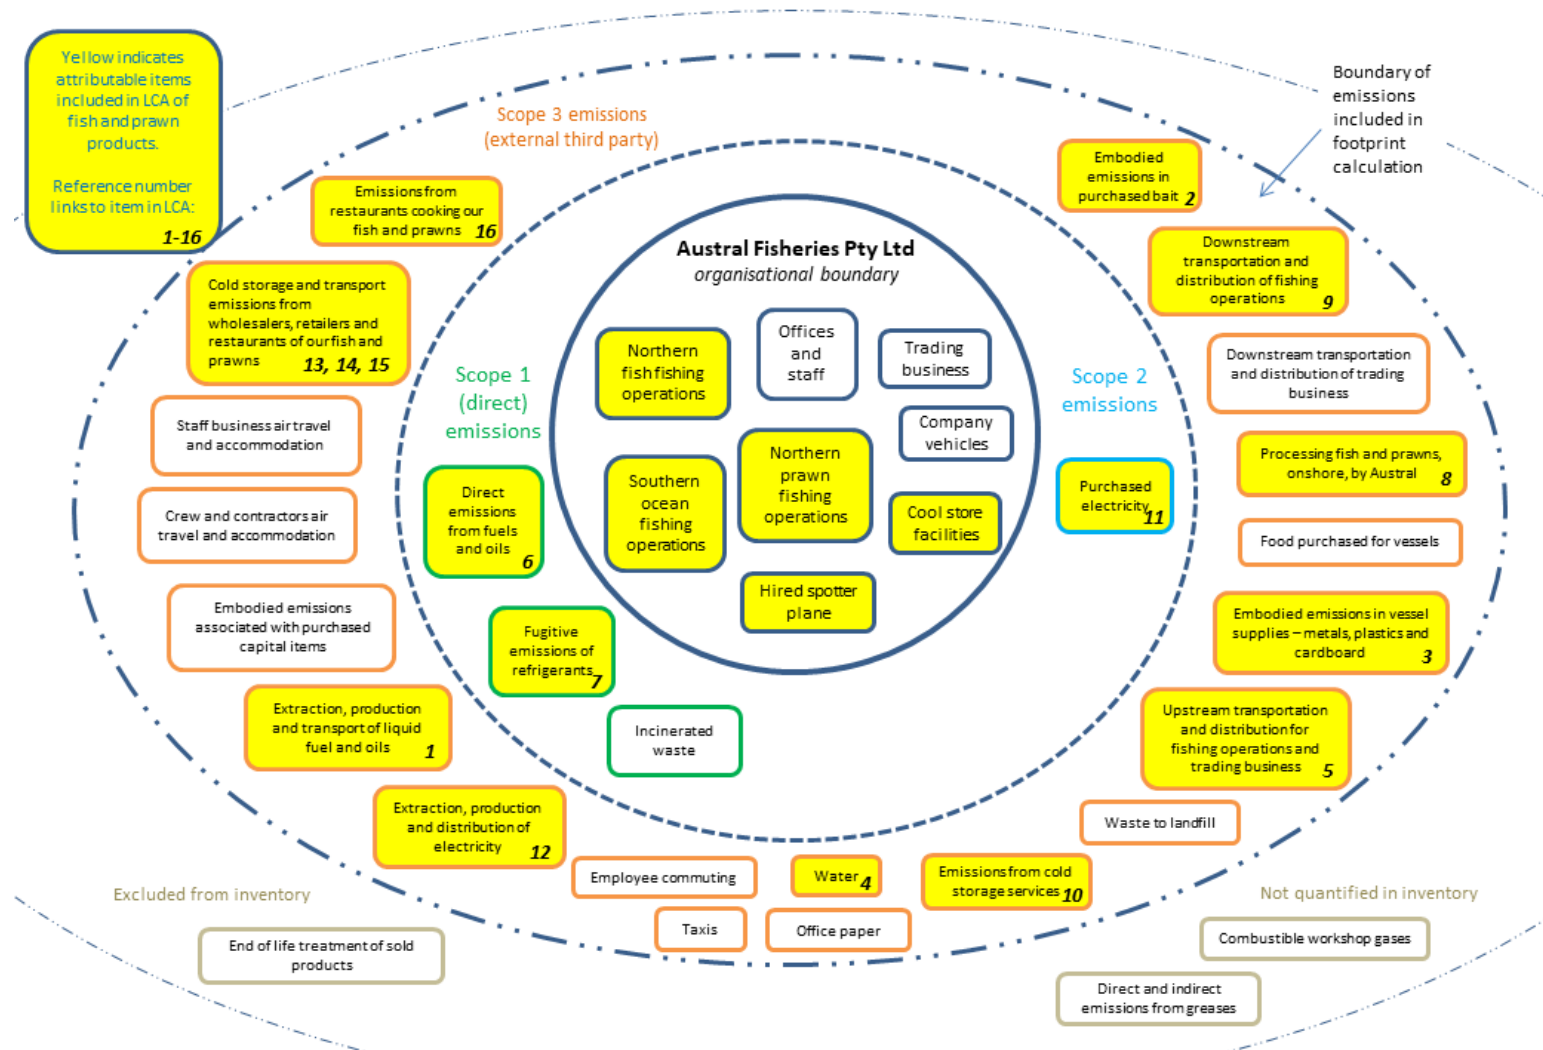 Yellow indicates
attributable items
included in LCA of
fish and prawn
products.
Reference number
links to item in LCA:
1-16
Scope 3 emissions
(external third party)
Boundary of
emissions
included in
footprint
calculation
Emissions from
restaurants cooking our
fish and prawns 16
Cold storage and transport
emissions from
wholesalers, retailers and
restaurants of our fish and
prawns 13, 14, 15
Staff business air travel
and accommodation
Crew and contractors air
travel and accommodation
Embodied emissions
associated with purchased
capital items
Extraction, production
and transport of liquid
fuel and oils 1
Extraction, production
and distribution of
electricity 12
Scope 1
(direct)
emissions
Direct
emissions
from fuels
and oils 6
Fugitive
emissions of
refrigerants 7
Incinerated
waste
Austral Fisheries Pty Ltd
organisational boundary
Northern
fish fishing
operations
Offices
and
staff
Trading
business
Company
vehicles
Southern
ocean
fishing
operations
Northern
prawn
fishing
operations
Cool store
facilities
Hired spotter
plane
Scope 2
emissions
Purchased
electricity 11
Embodied
emissions in
purchased bait 2
Downstream
transportation and
distribution of fishing
operations 9
Downstream transportation
and distribution of trading
business
Processing fish and prawns,
onshore, by Austral 8
Food purchased for vessels
Embodied emissions in vessel
supplies – metals, plastics and
cardboard 3
Upstream transportation
and distribution for
fishing operations and
trading business 5
Waste to landfill
Employee commuting
Water 4
Emissions from cold
storage services 10
Taxis
Office paper
Excluded from inventory
End of life treatment of sold
products
Not quantified in inventory
Combustible workshop gases
Direct and indirect
emissions from greases